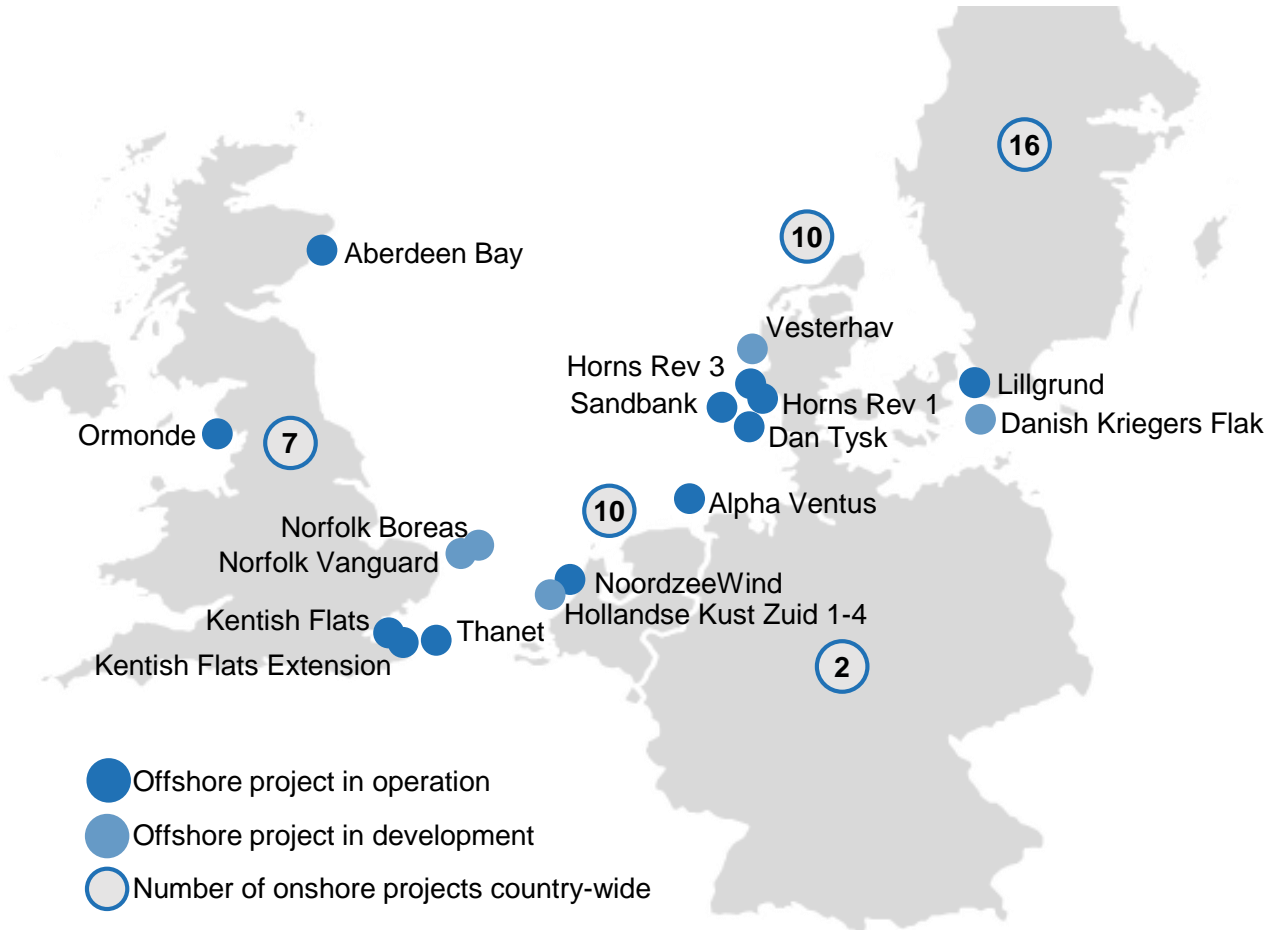 16
10
Aberdeen Bay
Vesterhav
Horns Rev 3
Sandbank
Horns Rev 1
Dan Tysk
Lillgrund
Danish Kriegers Flak
Ormonde
7
10
Alpha Ventus
Norfolk Boreas
Norfolk Vanguard
NoordzeeWind
Hollandse Kust Zuid 1-4
Kentish Flats
Thanet
Kentish Flats Extension
2
Offshore project in operation
Offshore project in development
Number of onshore projects country-wide